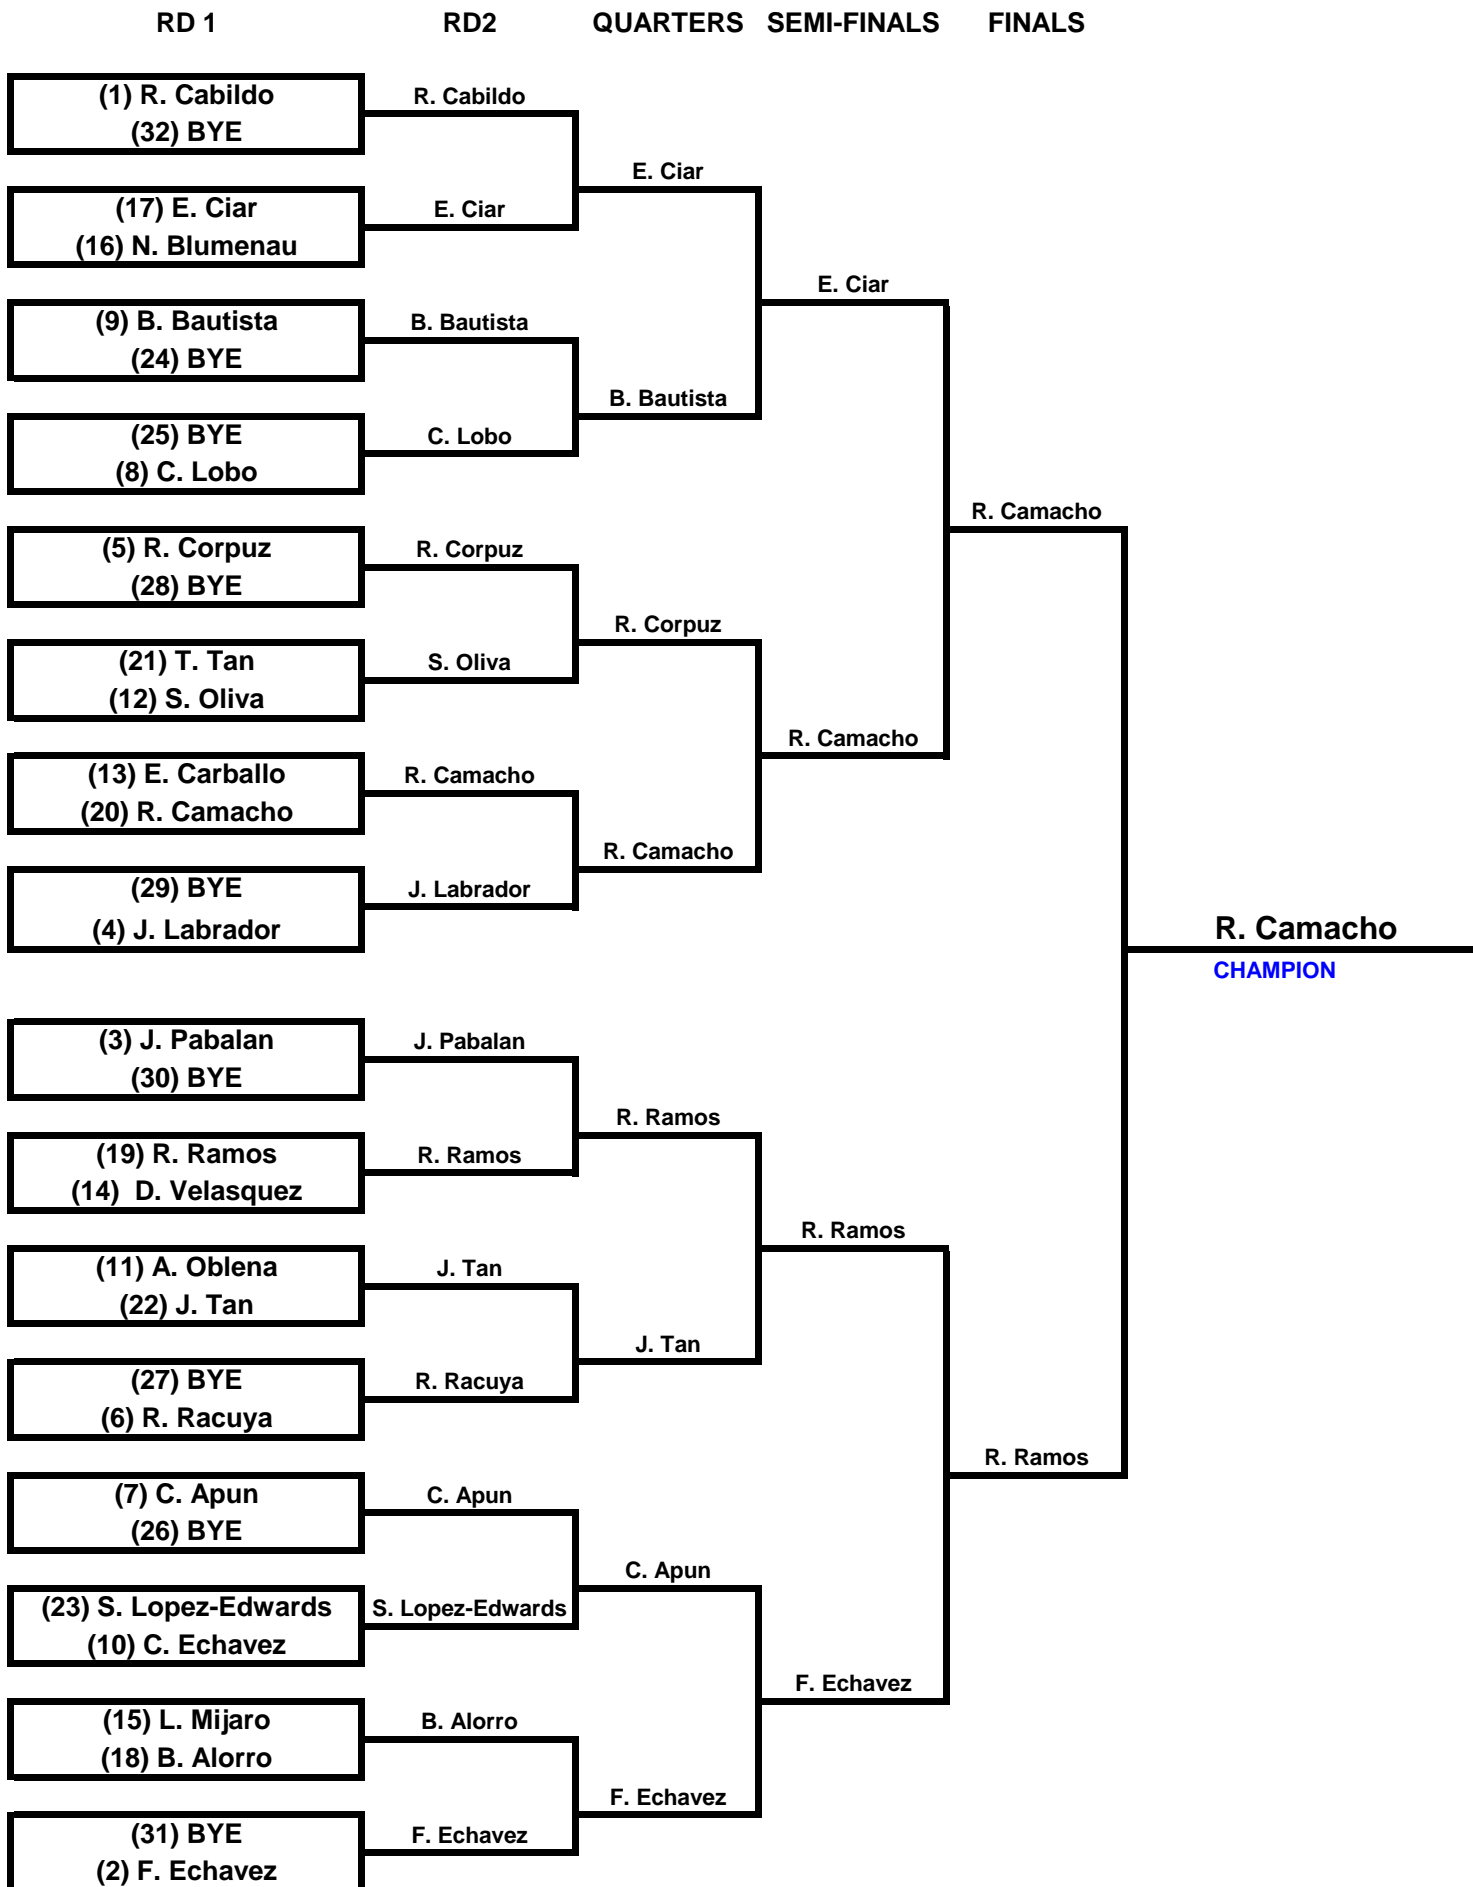 RD 1 RD2 QUARTERS SEMI-FINALS FINALS
(1) R. Cabildo R. Cabildo
(32) BYE
E. Ciar
(17) E. Ciar E. Ciar
(16) N. Blumenau
E. Ciar
(9) B. Bautista B. Bautista
(24) BYE
B. Bautista
(25) BYE C. Lobo
(8) C. Lobo
R. Camacho
(5) R. Corpuz R. Corpuz
(28) BYE
R. Corpuz
(21) T. Tan S. Oliva
(12) S. Oliva
R. Camacho
(13) E. Carballo R. Camacho
(20) R. Camacho
R. Camacho
(29) BYE J. Labrador
(4) J. Labrador R. Camacho
CHAMPION
(3) J. Pabalan J. Pabalan
(30) BYE
R. Ramos
(19) R. Ramos R. Ramos
(14) D. Velasquez
R. Ramos
(11) A. Oblena J. Tan
(22) J. Tan
J. Tan
(27) BYE R. Racuya
(6) R. Racuya
R. Ramos
(7) C. Apun C. Apun
(26) BYE
C. Apun
(23) S. Lopez-Edwards S. Lopez-Edwards
(10) C. Echavez
F. Echavez
(15) L. Mijaro B. Alorro
(18) B. Alorro
F. Echavez
(31) BYE F. Echavez
(2) F. Echavez